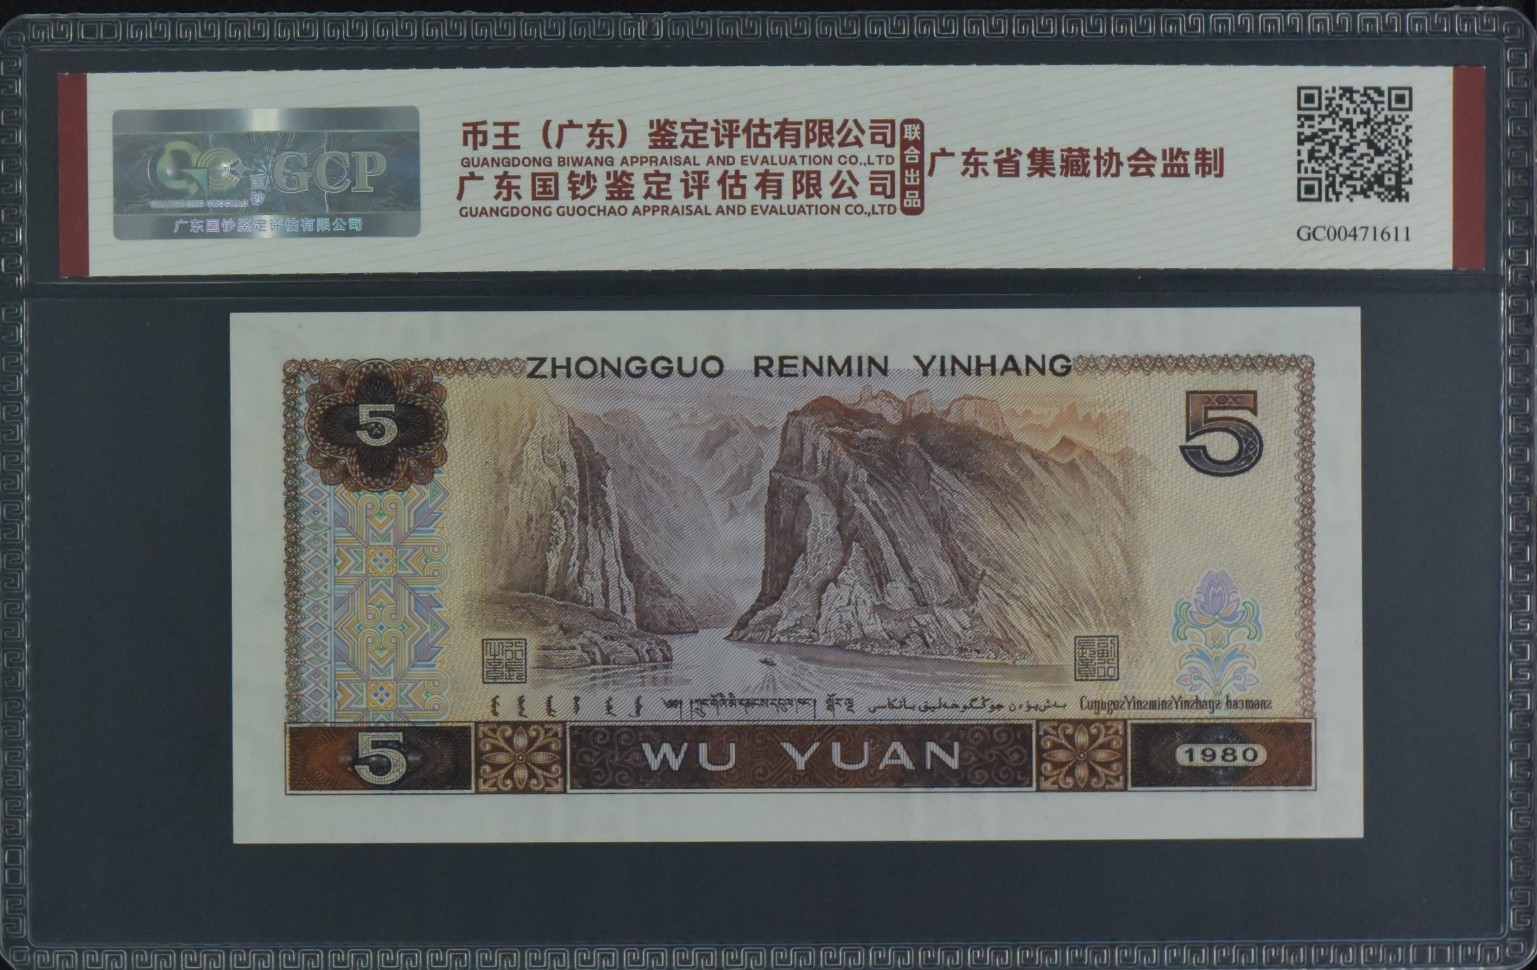 GCP
国钞
广东国钞鉴定评估有限公司
币王（广东）鉴定评估有限公司
GUANGDONG BIWANG APPRAISAL AND EVALUATION CO.,LTD
广东国钞鉴定评估有限公司
GUANGDONG GUOCHAO APPRAISAL AND EVALUATION CO.,LTD
联合出品
广东省集藏协会监制
GC00471611
ZHONGGUO RENMIN YINHANG
5
5
5
WU YUAN
1980